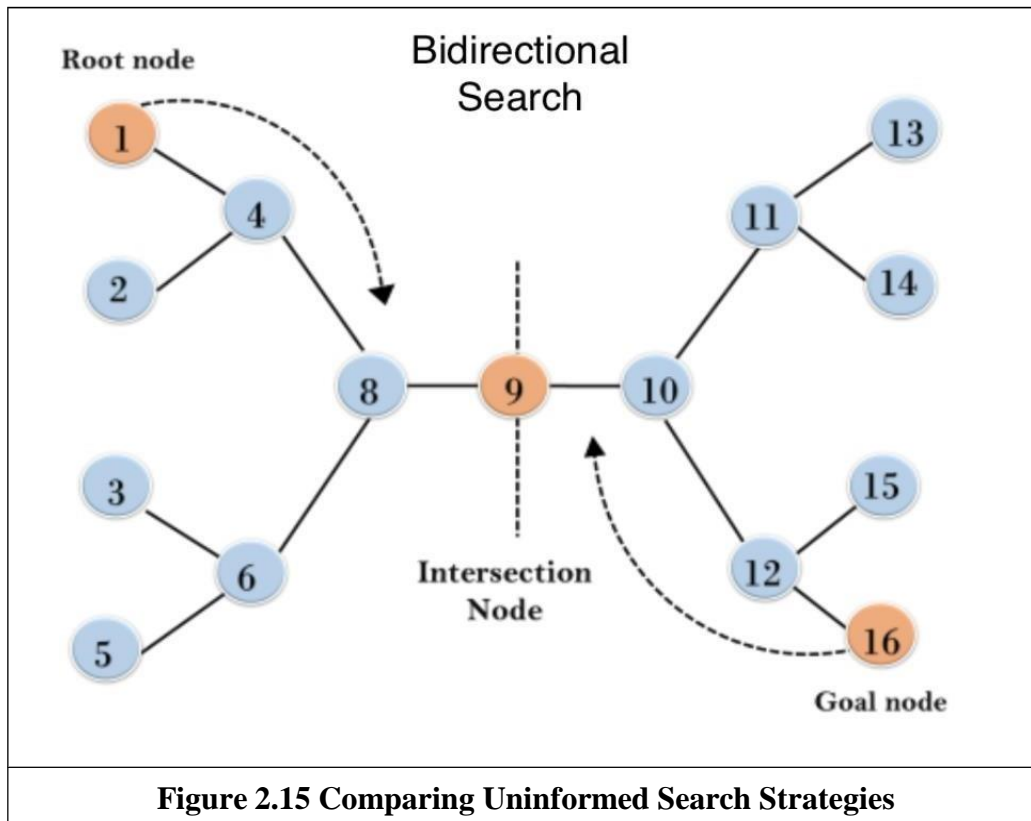 Bidirectional
Search
Root node
1
13
4
11
2
14
8
9
10
3
15
6
Intersection
Node
12
5
16
Goal node
Figure 2.15 Comparing Uninformed Search Strategies